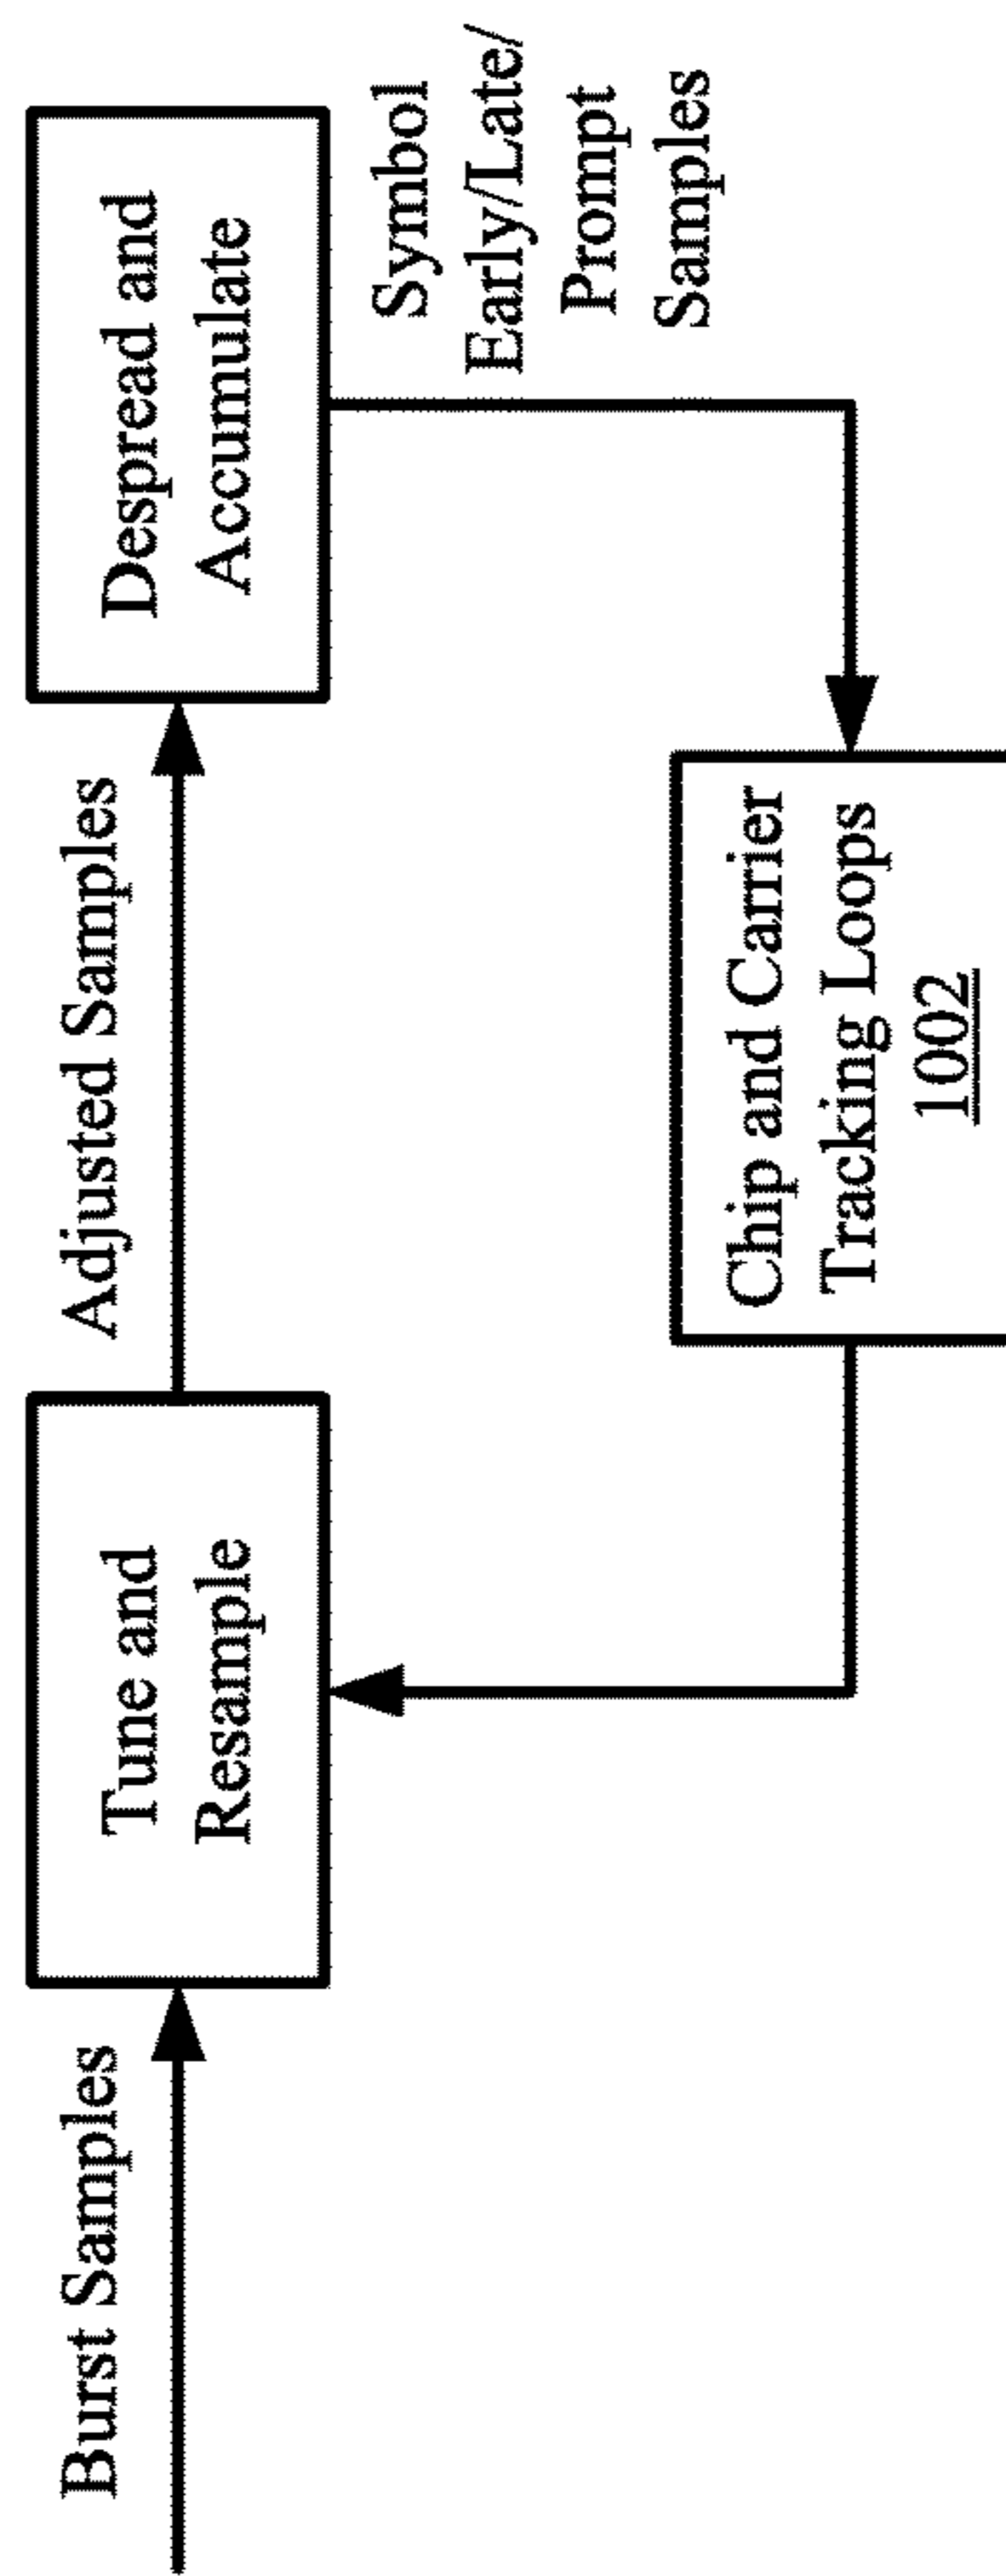 Burst Samples
Tune and
Resample
Adjusted Samples
Despread and
Accumulate
Symbol
Early/Late/
Prompt
Samples
Chip and Carrier
Tracking Loops
1002